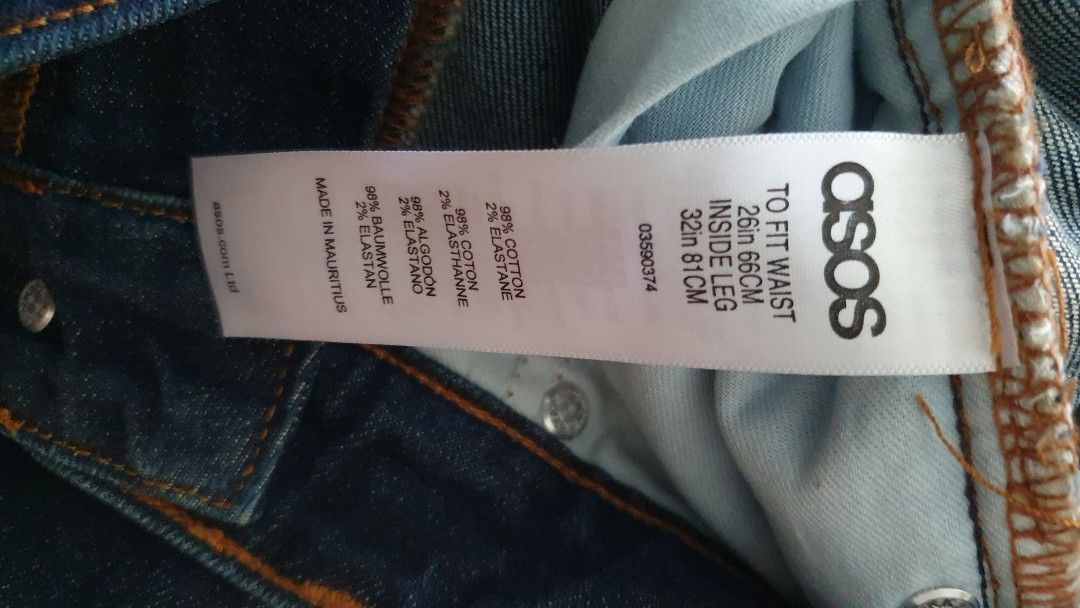 asos
TO FIT WAIST
26in 66CM
INSIDE LEG
32in 81CM
03590374
98% COTTON
2% ELASTANE
98% COTON
2% ELASTHANNE
98% ALGODÓN
2% ELASTANO
98% BAUMWOLLE
2% ELASTAN
MADE IN MAURITIUS
asos.com Ltd